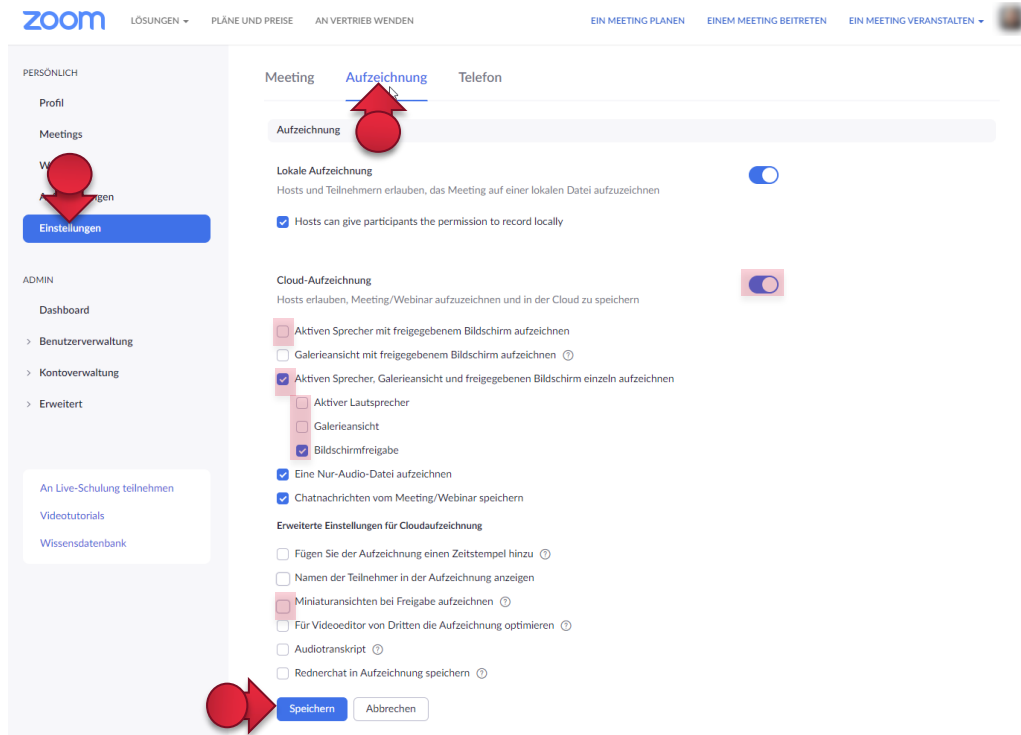 zoom LÖSUNGEN PLÄNE UND PREISE AN VERTRIEB WENDEN EIN MEETING PLANEN EINEM MEETING BEITRETEN EIN MEETING VERANSTALTEN
PERSÖNLICH
Profil
Meetings
Einstellungen
ADMIN
Dashboard
Benutzerverwaltung
Kontoverwaltung
Erweitert
An Live-Schulung teilnehmen
Videotutorials
Wissensdatenbank
Meeting Aufzeichnung Telefon
Aufzeichnung
Lokale Aufzeichnung
Hosts und Teilnehmern erlauben, das Meeting auf einer lokalen Datei aufzuzeichnen
Hosts can give participants the permission to record locally
Cloud-Aufzeichnung
Hosts erlauben, Meeting/Webinar aufzuzeichnen und in der Cloud zu speichern
Aktiven Sprecher mit freigegebenem Bildschirm aufzeichnen
Galerieansicht mit freigegebenem Bildschirm aufzeichnen
Aktiven Sprecher, Galerieansicht und freigegebenen Bildschirm einzeln aufzeichnen
Aktiver Lautsprecher
Galerieansicht
Bildschirmfreigabe
Eine Nur-Audio-Datei aufzeichnen
Chatnachrichten vom Meeting/Webinar speichern
Erweiterte Einstellungen für Cloudaufzeichnung
Fügen Sie der Aufzeichnung einen Zeitstempel hinzu
Namen der Teilnehmer in der Aufzeichnung anzeigen
Miniaturansichten bei Freigabe aufzeichnen
Für Videoeditor von Dritten die Aufzeichnung optimieren
Audiotranskript
Rednerchat in Aufzeichnung speichern
Speichern Abbrechen